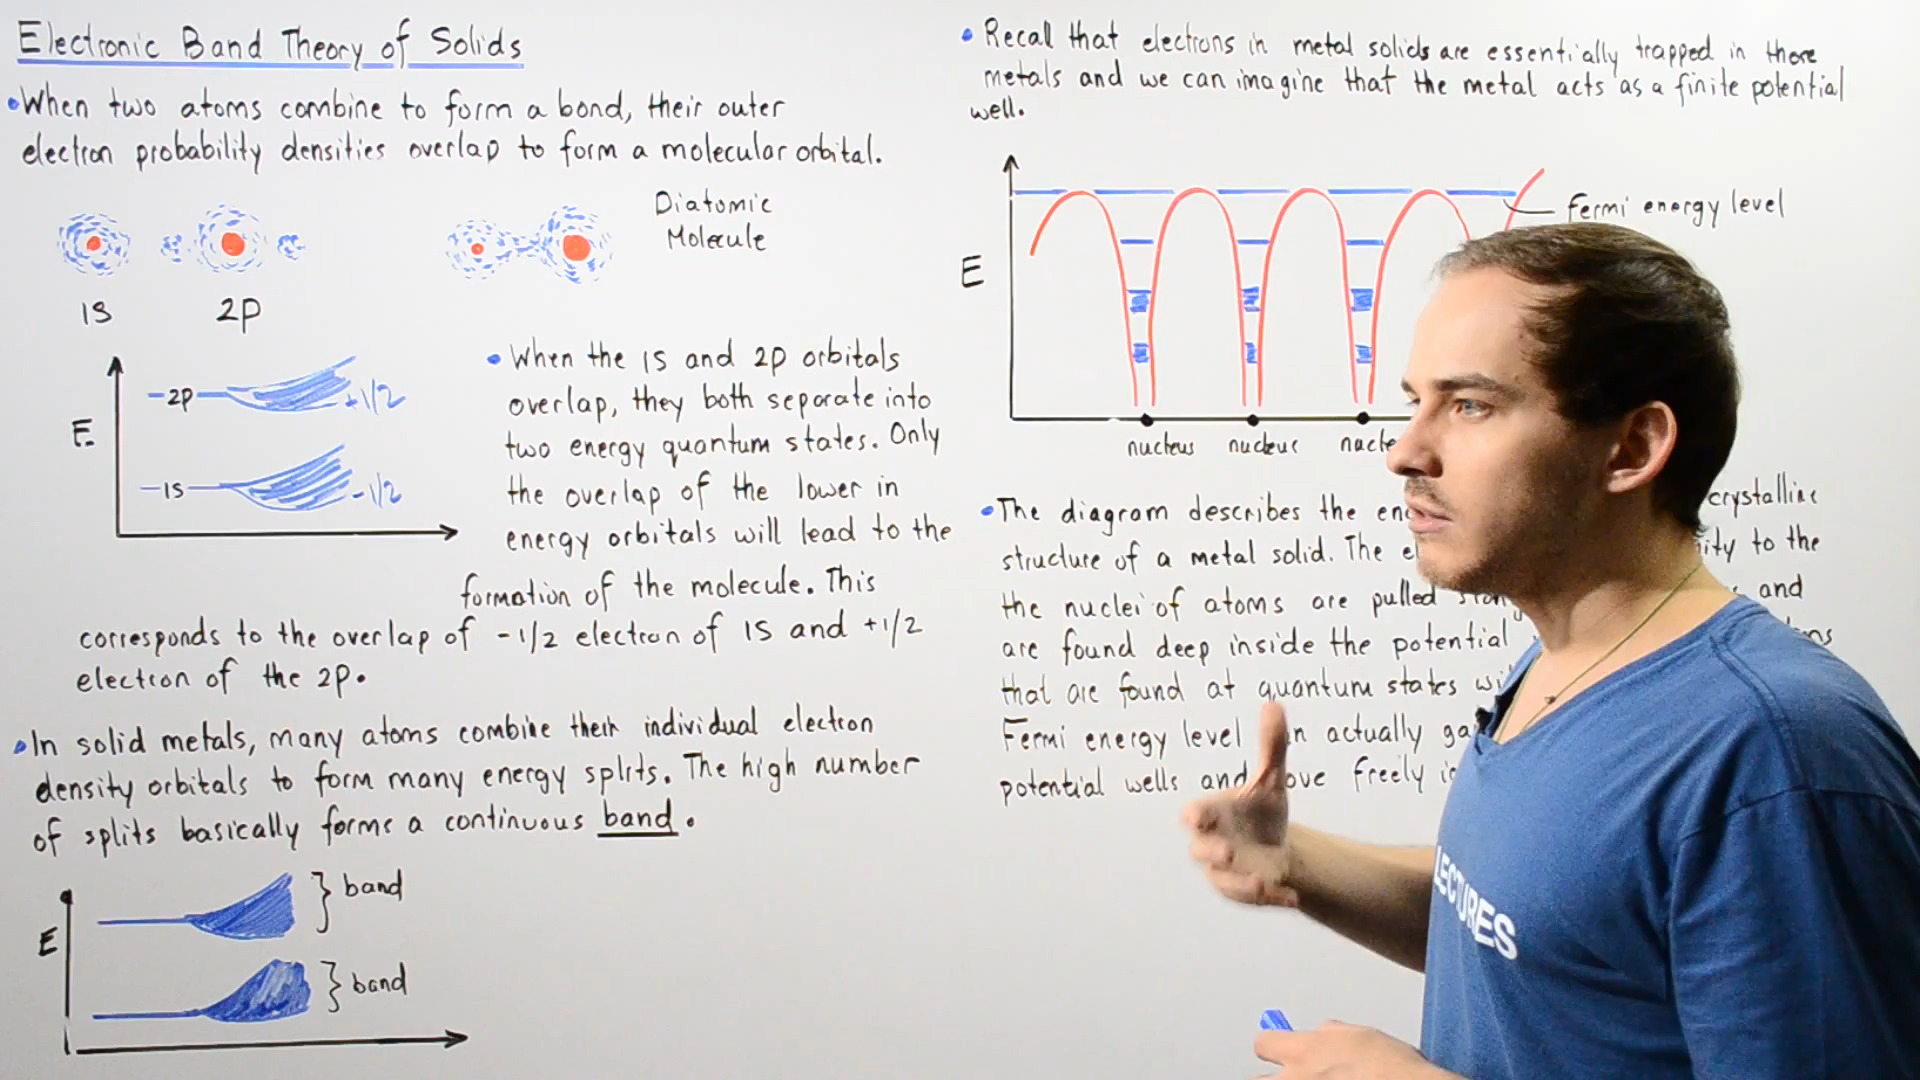 Electronic Band Theory of Solids
•When two atoms combine to form a bond, their outer
electron probability densities overlap to form a molecular orbital.
Diatomic
Molecule
1S
2p
E
2p
+1/2
1S
-1/2
•When the 1S and 2p orbitals
overlap, they both separate into
two energy quantum states. Only
the overlap of the lower in
energy orbitals will lead to the
formation of the molecule. This
corresponds to the overlap of -1/2 electron of 1S and +1/2
electron of the 2p.
•In solid metals, many atoms combine their individual electron
density orbitals to form many energy splits. The high number
of splits basically forms a continuous band.
E
} band
} band
•Recall that electrons in metal solids are essentially trapped in there
metals and we can imagine that the metal acts as a finite potential
well.
Fermi energy level
E
nucleus nucleus
•The diagram describes the crystalline
structure of a metal solid. The to the
the nuclei of atoms are pulled and
are found deep inside the potential
that are found at quantum states
Fermi energy level actually
potential wells and freely
LECTURES